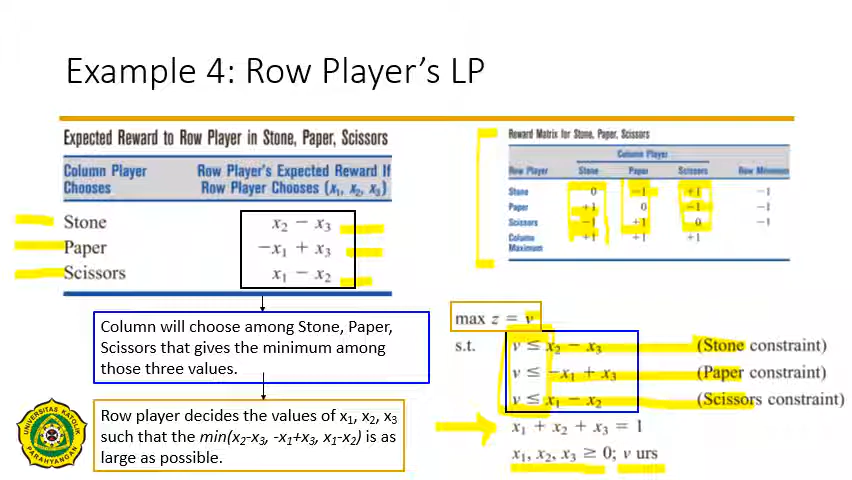 Example 4: Row Player's LP
Expected Reward to Row Player in Stone, Paper, Scissors
Column Player Chooses
Row Player's Expected Reward If Row Player Chooses (x₁, x₂, x₃)
Stone x₂ − x₃
Paper −x₁ + x₃
Scissors x₁ − x₂
Column will choose among Stone, Paper,
Scissors that gives the minimum among
those three values.
Row player decides the values of x₁, x₂, x₃
such that the min(x₂-x₃, -x₁+x₃, x₁-x₂) is as
large as possible.
Reward Matrix for Stone, Paper, Scissors
Column Player
Row Player Stone Paper Scissors Row Minimum
Stone 0 −1 +1 −1
Paper +1 0 −1 −1
Scissors −1 +1 0 −1
Column +1 +1 +1
Maximum
max z = v
s.t. v ≤ x₂ − x₃ (Stone constraint)
v ≤ −x₁ + x₃ (Paper constraint)
v ≤ x₁ − x₂ (Scissors constraint)
x₁ + x₂ + x₃ = 1
x₁, x₂, x₃ ≥ 0; v urs
UNIVERSITAS KATOLIK
PARAHYANGAN